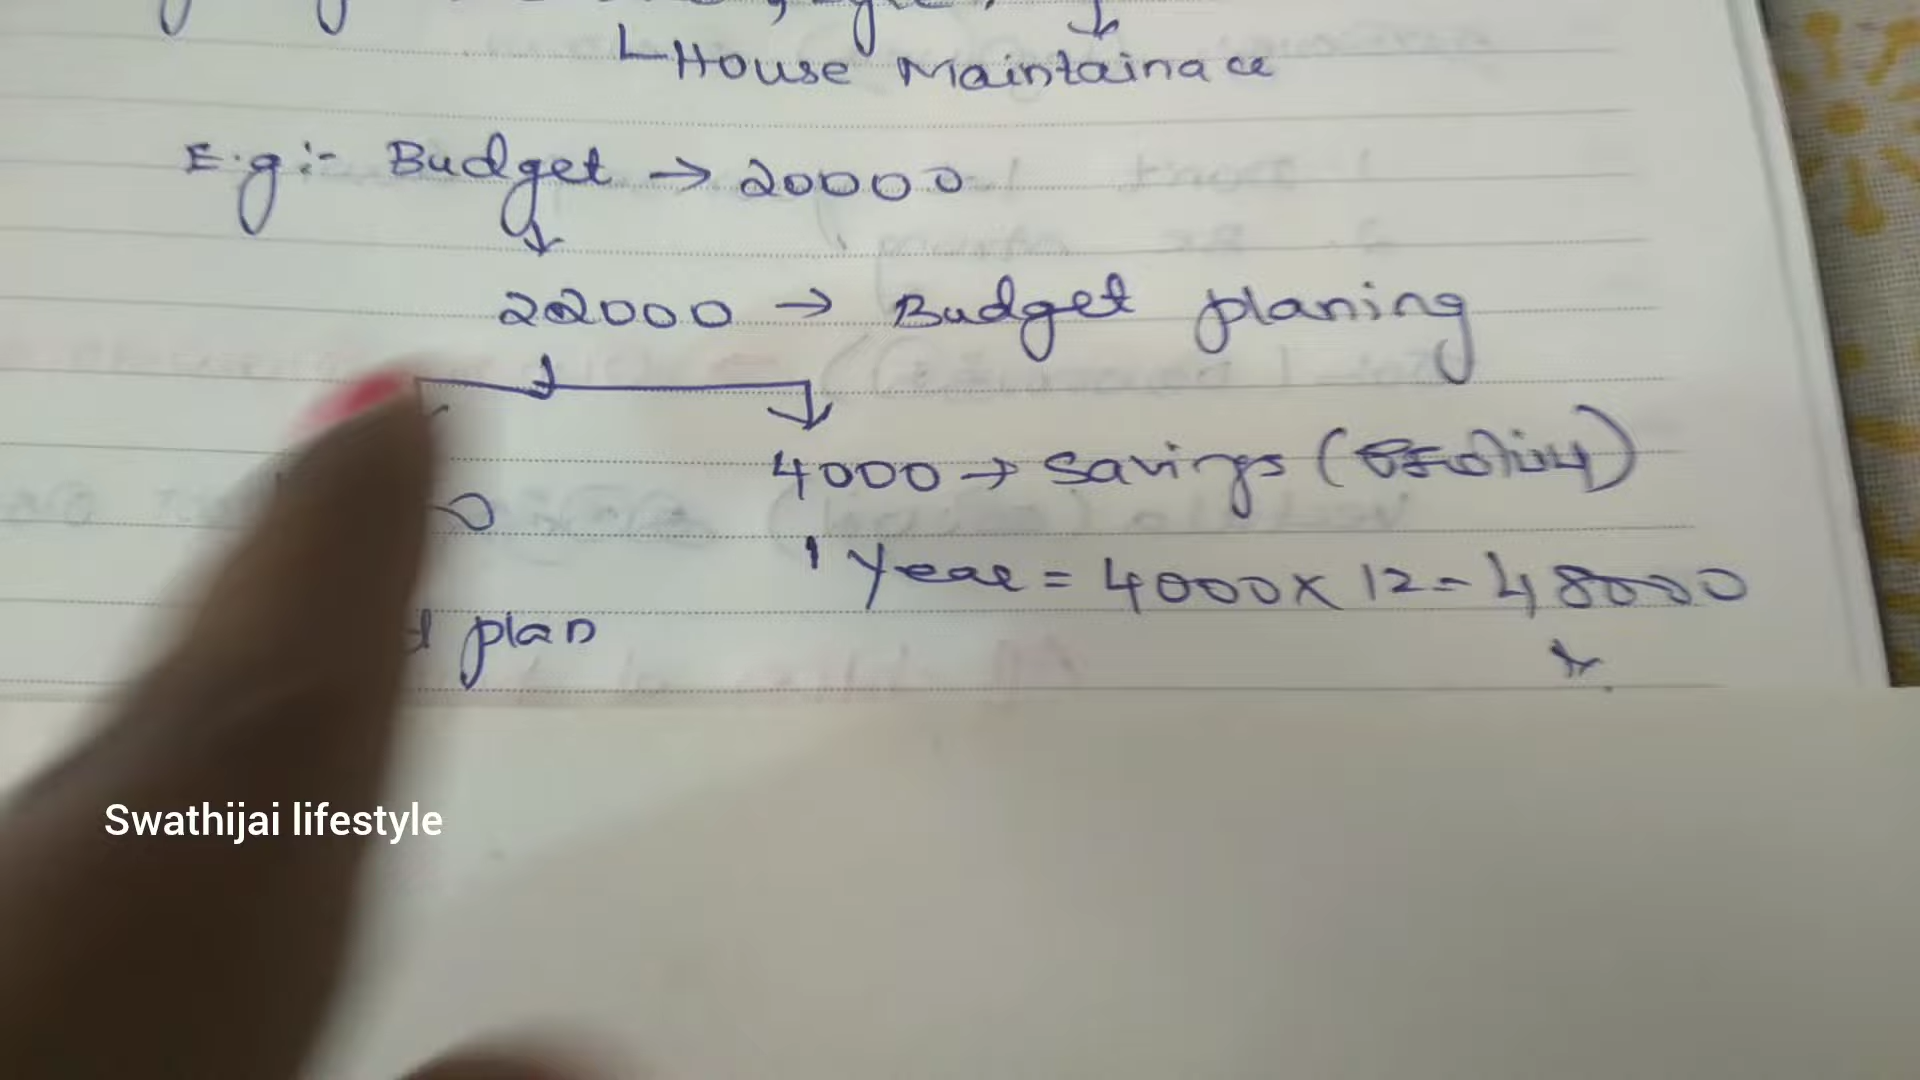 House Maintainace
E.g:- Budget → 20000
22000 → Budget planing
4000 → Savings (சேமிப்பு)
1 Year = 4000 x 12 = 48000
plan
Swathijai lifestyle